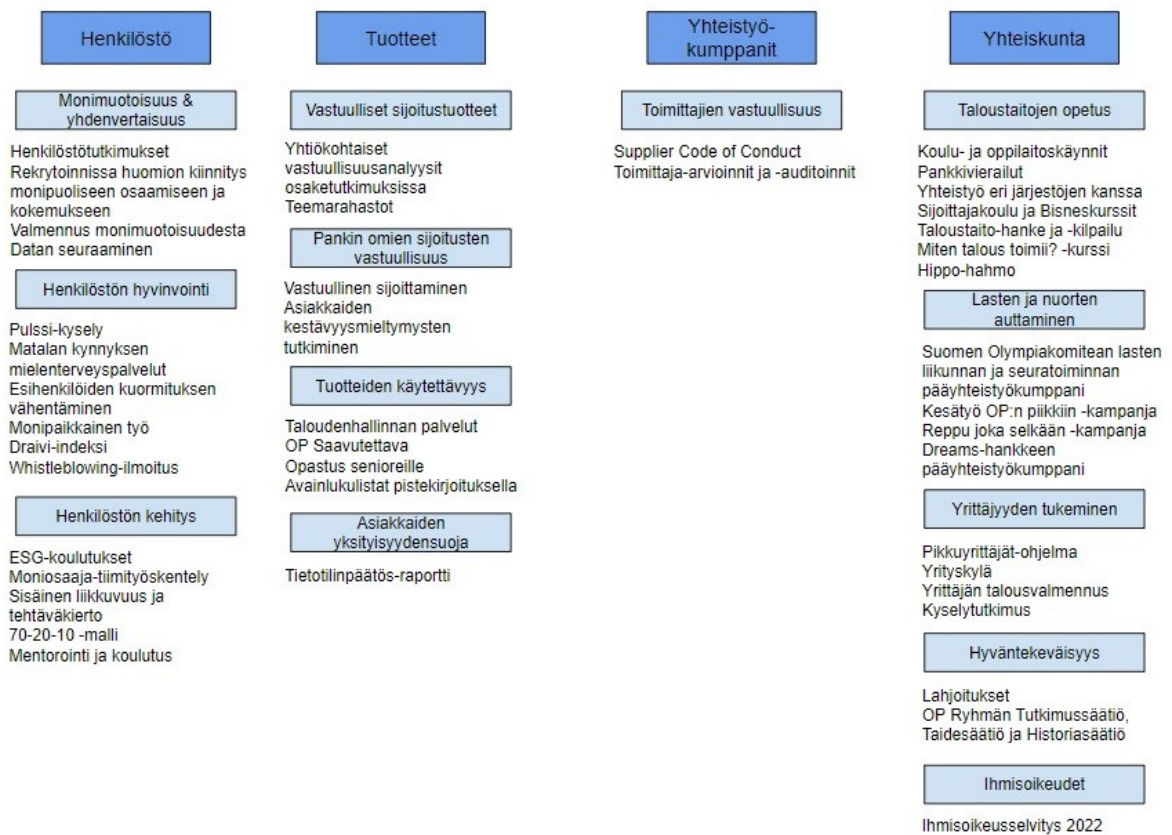 Henkilöstö
Monimuotoisuus &
yhdenvertaisuus
Henkilöstötutkimukset
Rekrytoinnissa huomion kiinnitys
monipuoliseen osaamiseen ja
kokemukseen
Valmennus monimuotoisuudesta
Datan seuraaminen
Henkilöstön hyvinvointi
Pulssi-kysely
Matalan kynnyksen
mielenterveyspalvelut
Esihenkilöiden kuormituksen
vähentäminen
Monipaikkainen työ
Draivi-indeksi
Whistleblowing-ilmoitus
Henkilöstön kehitys
ESG-koulutukset
Moniosaaja-tiimityöskentely
Sisäinen liikkuvuus ja
tehtäväkierto
70-20-10 -malli
Mentorointi ja koulutus
Tuotteet
Vastuulliset sijoitustuotteet
Yhtiökohtaiset
vastuullisuusanalyysit
osaketutkimuksissa
Teemarahastot
Pankin omien sijoitusten
vastuullisuus
Vastuullinen sijoittaminen
Asiakkaiden
kestävyysmieltymysten
tutkiminen
Tuotteiden käytettävyys
Taloudenhallinnan palvelut
OP Saavutettava
Opastus senioreille
Avainlukulistat pistekirjoituksella
Asiakkaiden
yksityisyydensuoja
Tietotilinpäätös-raportti
Yhteistyö-
kumppanit
Toimittajien vastuullisuus
Supplier Code of Conduct
Toimittaja-arvioinnit ja -auditoinnit
Yhteiskunta
Taloustaitojen opetus
Koulu- ja oppilaitoskäynnit
Pankkivierailut
Yhteistyö eri järjestöjen kanssa
Sijoittajakoulu ja Bisneskurssit
Taloustaito-hanke ja -kilpailu
Miten talous toimii? -kurssi
Hippo-hahmo
Lasten ja nuorten
auttaminen
Suomen Olympiakomitean lasten
liikunnan ja seuratoiminnan
pääyhteistyökumppani
Kesätyö OP:n piikkiin -kampanja
Reppu joka selkään -kampanja
Dreams-hankkeen
pääyhteistyökumppani
Yrittäjyyden tukeminen
Pikkuyrittäjät-ohjelma
Yrityskylä
Yrittäjän talousvalmennus
Kyselytutkimus
Hyväntekeväisyys
Lahjoitukset
OP Ryhmän Tutkimussäätiö,
Taidesäätiö ja Historiasäätiö
Ihmisoikeudet
Ihmisoikeusselvitys 2022